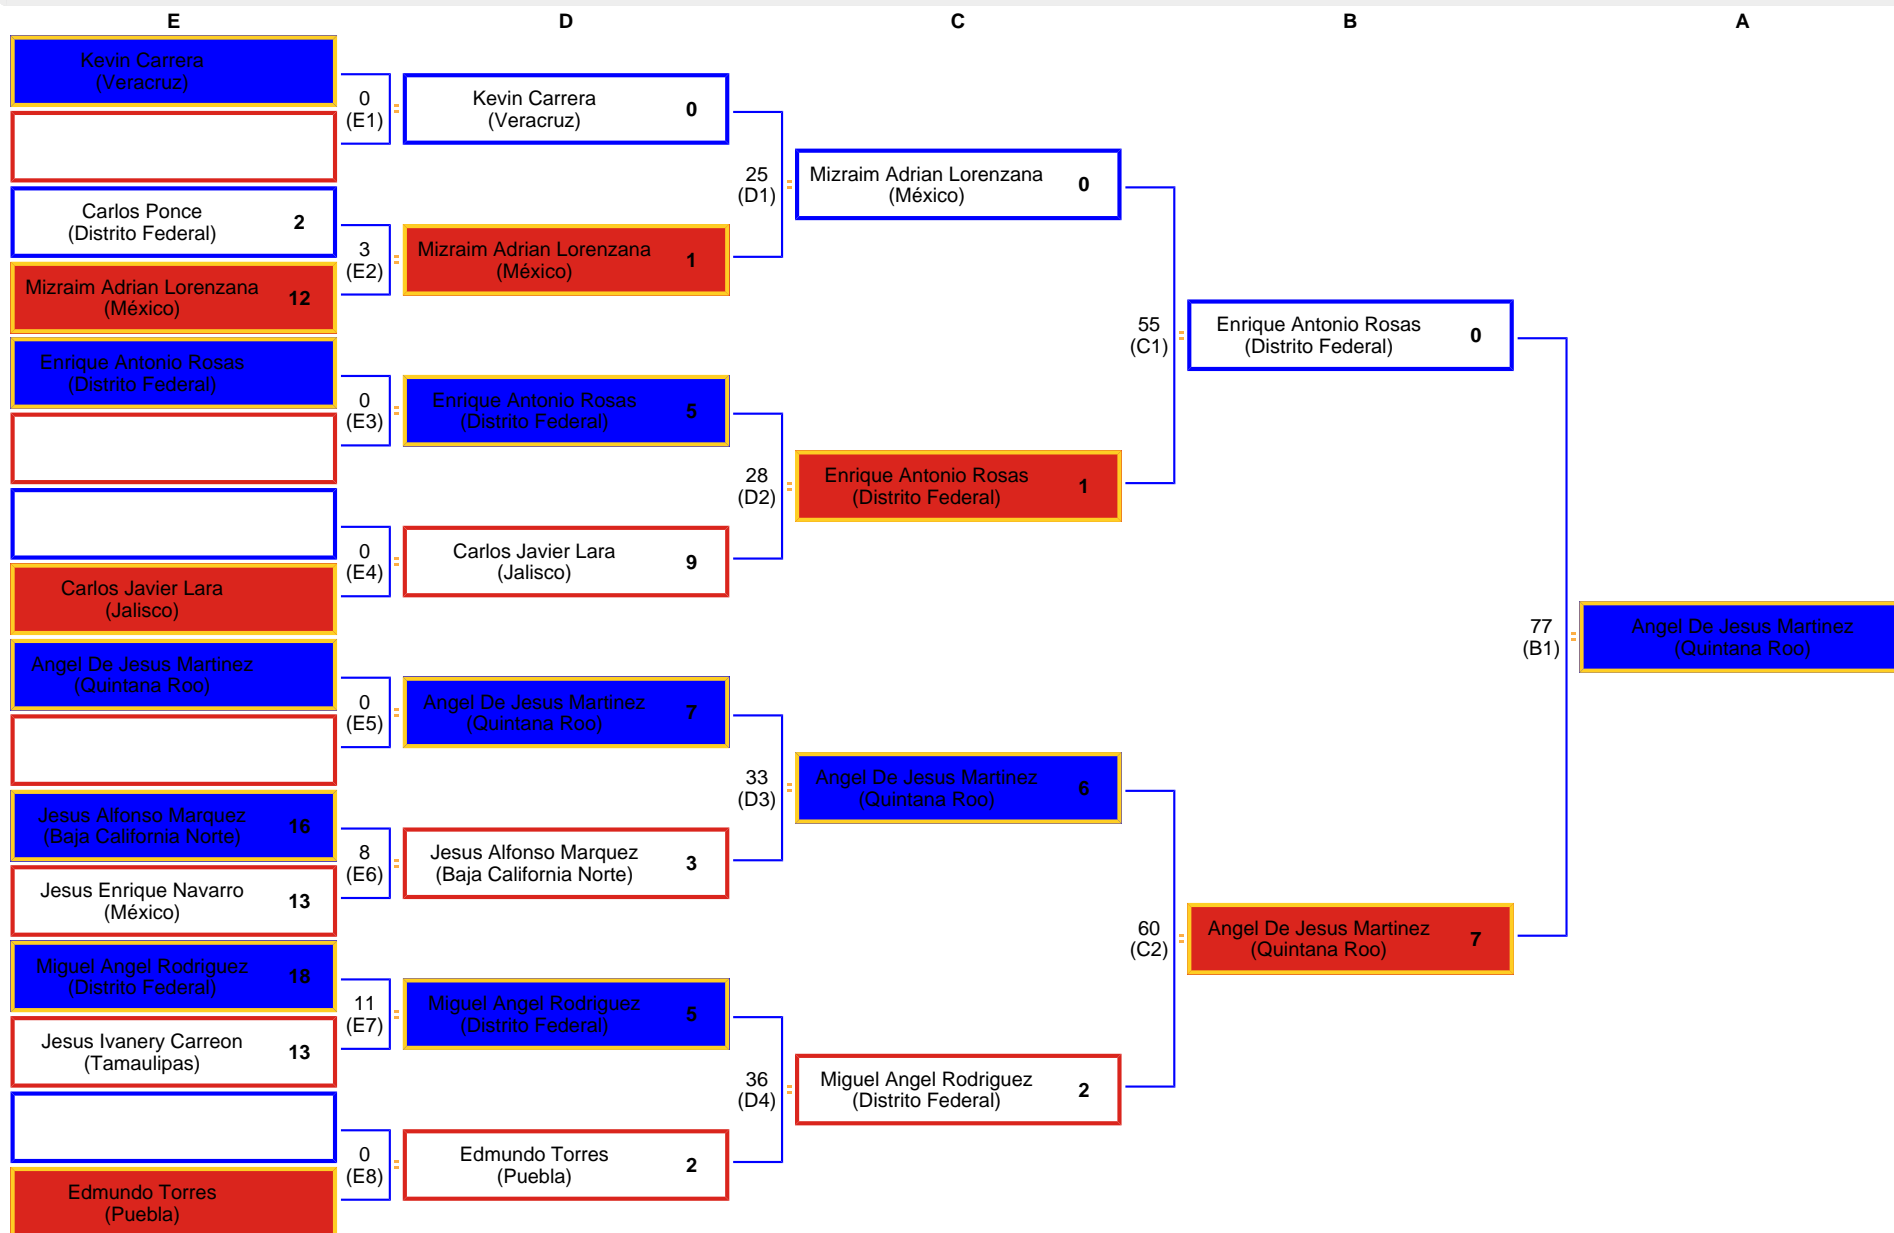 E
D
C
B
A
Kevin Carrera
(Veracruz)
Carlos Ponce
(Distrito Federal)
2
Mizraim Adrian Lorenzana
(México)
12
Enrique Antonio Rosas
(Distrito Federal)
Carlos Javier Lara
(Jalisco)
Angel De Jesus Martinez
(Quintana Roo)
Jesus Alfonso Marquez
(Baja California Norte)
16
Jesus Enrique Navarro
(México)
13
Miguel Angel Rodriguez
(Distrito Federal)
18
Jesus Ivanery Carreon
(Tamaulipas)
13
Edmundo Torres
(Puebla)
0
(E1)
3
(E2)
0
(E3)
0
(E4)
0
(E5)
8
(E6)
11
(E7)
0
(E8)
Kevin Carrera
(Veracruz)
0
Mizraim Adrian Lorenzana
(México)
1
Enrique Antonio Rosas
(Distrito Federal)
5
Carlos Javier Lara
(Jalisco)
9
Angel De Jesus Martinez
(Quintana Roo)
7
Jesus Alfonso Marquez
(Baja California Norte)
3
Miguel Angel Rodriguez
(Distrito Federal)
5
Edmundo Torres
(Puebla)
2
25
(D1)
28
(D2)
33
(D3)
36
(D4)
Mizraim Adrian Lorenzana
(México)
0
Enrique Antonio Rosas
(Distrito Federal)
1
Angel De Jesus Martinez
(Quintana Roo)
6
Miguel Angel Rodriguez
(Distrito Federal)
2
55
(C1)
60
(C2)
Enrique Antonio Rosas
(Distrito Federal)
0
Angel De Jesus Martinez
(Quintana Roo)
7
77
(B1)
Angel De Jesus Martinez
(Quintana Roo)